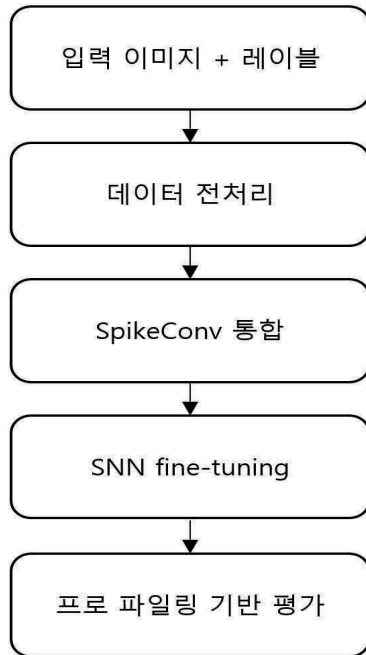 입력 이미지 + 레이블
데이터 전처리
SpikeConv 통합
SNN fine-tuning
프로 파일링 기반 평가